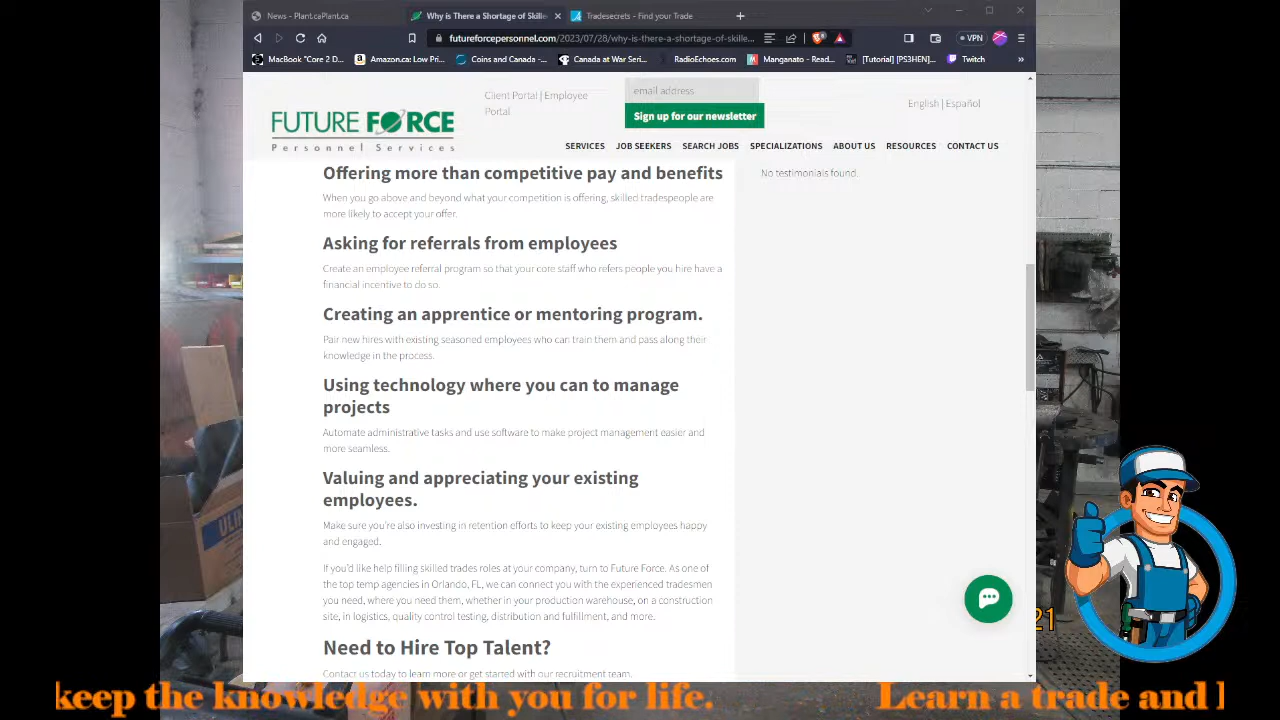 News - Plant.caPlant.ca
Why is There a Shortage of Skille
Tradesecrets - Find your Trade
futureforcepersonnel.com/2023/07/28/why-is-there-a-shortage-of-skille...
VPN
MacBook "Core 2 D...
Amazon.ca: Low Pri...
Coins and Canada -...
Canada at War Seri...
RadioEchoes.com
Manganato - Read...
[Tutorial] [PS3HEN]...
Twitch
»
Client Portal | Employee
Portal
email address
Sign up for our newsletter
English | Español
FUTURE FORCE
Personnel Services
SERVICES JOB SEEKERS SEARCH JOBS SPECIALIZATIONS ABOUT US RESOURCES CONTACT US
Offering more than competitive pay and benefits
When you go above and beyond what your competition is offering, skilled tradespeople are
more likely to accept your offer.
No testimonials found.
Asking for referrals from employees
Create an employee referral program so that your core staff who refers people you hire have a
financial incentive to do so.
Creating an apprentice or mentoring program.
Pair new hires with existing seasoned employees who can train them and pass along their
knowledge in the process.
Using technology where you can to manage
projects
Automate administrative tasks and use software to make project management easier and
more seamless.
Valuing and appreciating your existing
employees.
Make sure you're also investing in retention efforts to keep your existing employees happy
and engaged.
If you'd like help filling skilled trades roles at your company, turn to Future Force. As one of
the top temp agencies in Orlando, FL, we can connect you with the experienced tradesmen
you need, where you need them, whether in your production warehouse, on a construction
site, in logistics, quality control testing, distribution and fulfillment, and more.
Need to Hire Top Talent?
Contact us today to learn more or get started with our recruitment team.
21
keep the knowledge with you for life. Learn a trade and